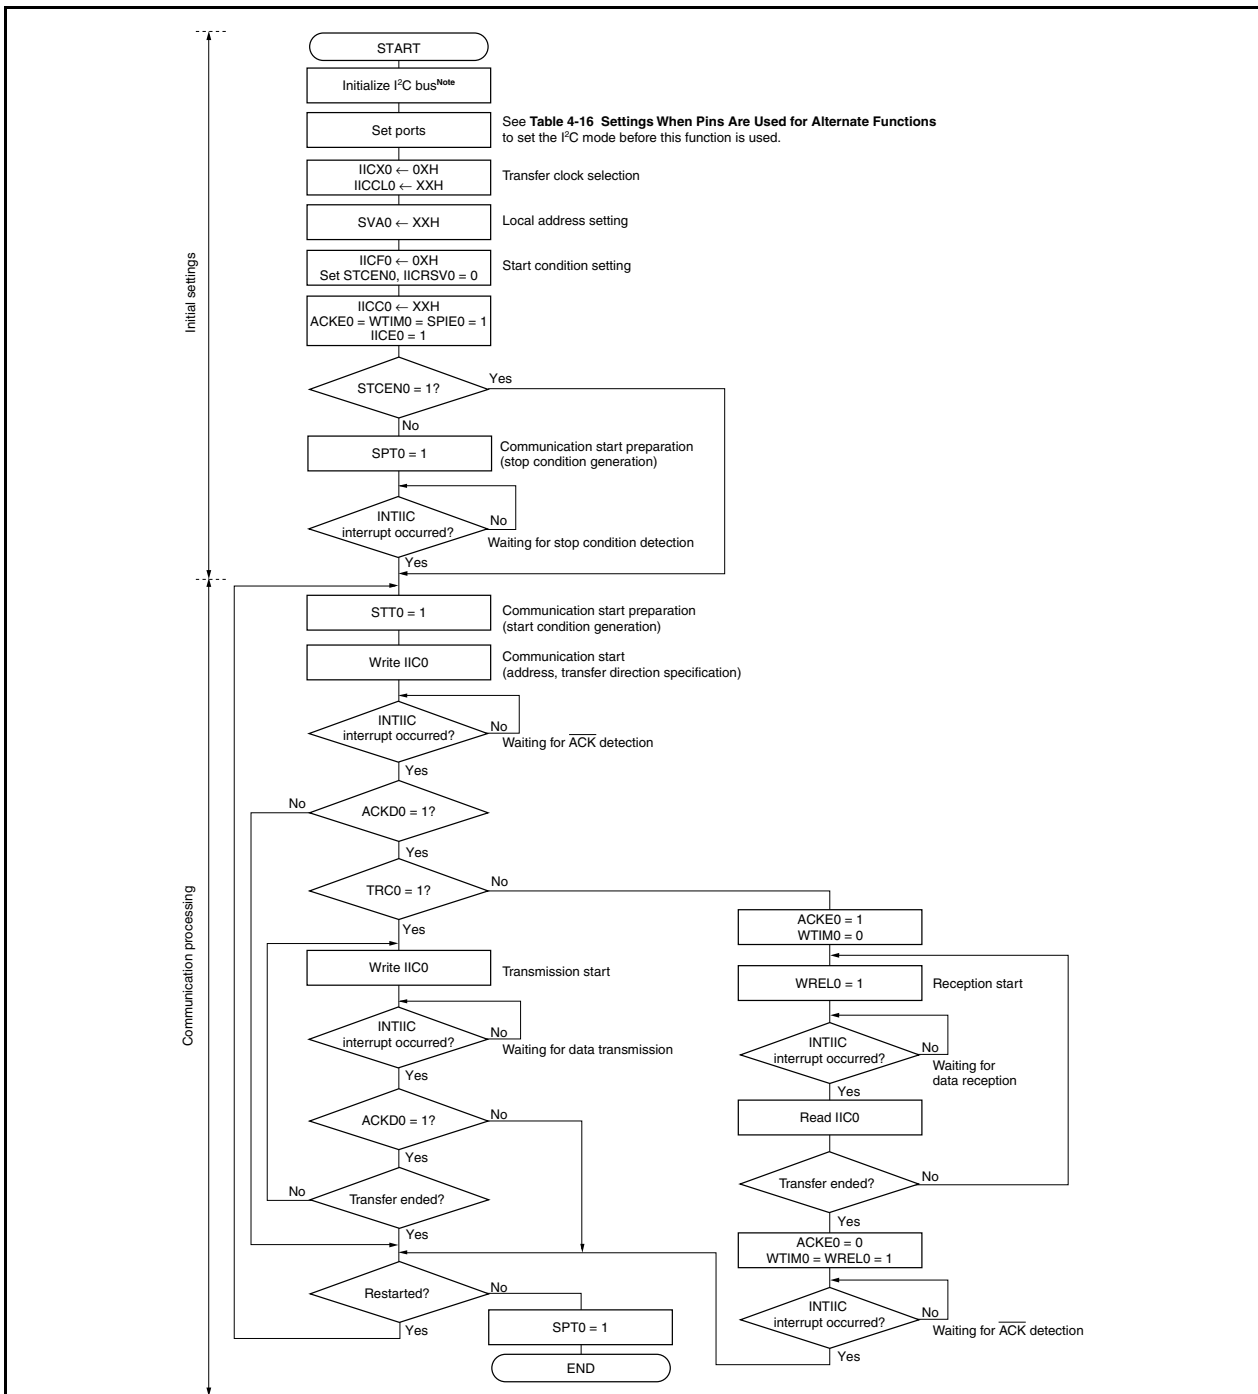 START
Initialize I²C bus^Note
Set ports
See Table 4-16 Settings When Pins Are Used for Alternate Functions
to set the I²C mode before this function is used.
IICX0 ← 0XH
IICCL0 ← XXH
Transfer clock selection
SVA0 ← XXH
Local address setting
IICF0 ← 0XH
Set STCEN0, IICRSV0 = 0
Start condition setting
IICC0 ← XXH
ACKE0 = WTIM0 = SPIE0 = 1
IICE0 = 1
Initial settings
STCEN0 = 1?
Yes
No
SPT0 = 1
Communication start preparation
(stop condition generation)
INTIIC
interrupt occurred?
No
Waiting for stop condition detection
Yes
STT0 = 1
Communication start preparation
(start condition generation)
Write IIC0
Communication start
(address, transfer direction specification)
INTIIC
interrupt occurred?
No
Waiting for A̅C̅K̅ detection
Yes
ACKD0 = 1?
No
Yes
TRC0 = 1?
No
Yes
Communication processing
Write IIC0
Transmission start
INTIIC
interrupt occurred?
No
Waiting for data transmission
Yes
ACKD0 = 1?
No
Yes
Transfer ended?
No
Yes
Restarted?
No
Yes
SPT0 = 1
END
ACKE0 = 1
WTIM0 = 0
WREL0 = 1
Reception start
INTIIC
interrupt occurred?
No
Waiting for
data reception
Yes
Read IIC0
Transfer ended?
No
Yes
ACKE0 = 0
WTIM0 = WREL0 = 1
INTIIC
interrupt occurred?
No
Waiting for A̅C̅K̅ detection
Yes